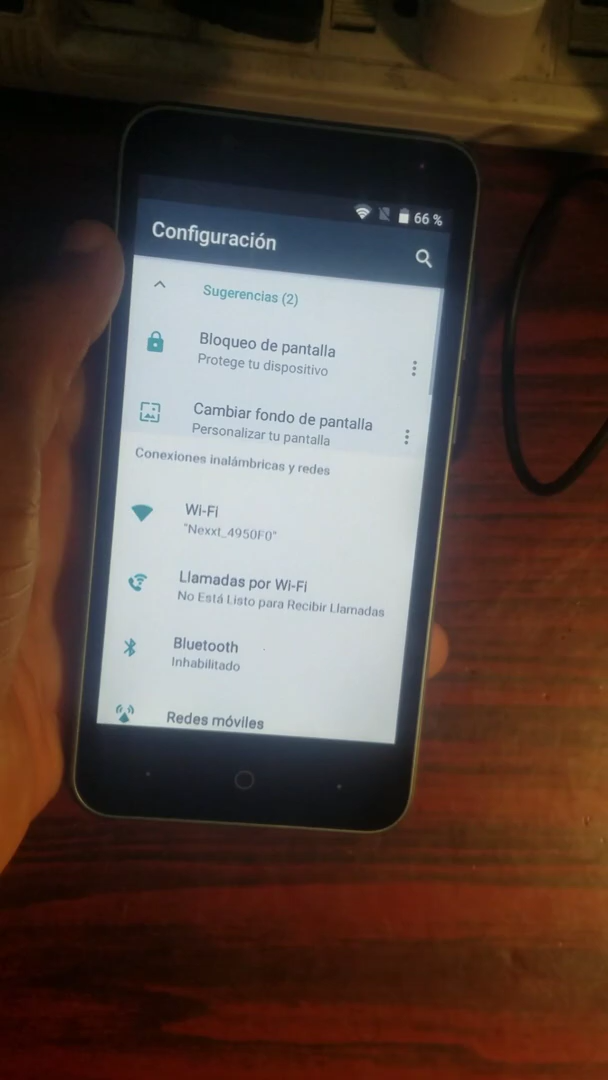 66 %
Configuración
Sugerencias (2)
Bloqueo de pantalla
Protege tu dispositivo
Cambiar fondo de pantalla
Personalizar tu pantalla
Conexiones inalámbricas y redes
Wi-Fi
"Nexxt_4950F0"
Llamadas por Wi-Fi
No Está Listo para Recibir Llamadas
Bluetooth
Inhabilitado
Redes móviles